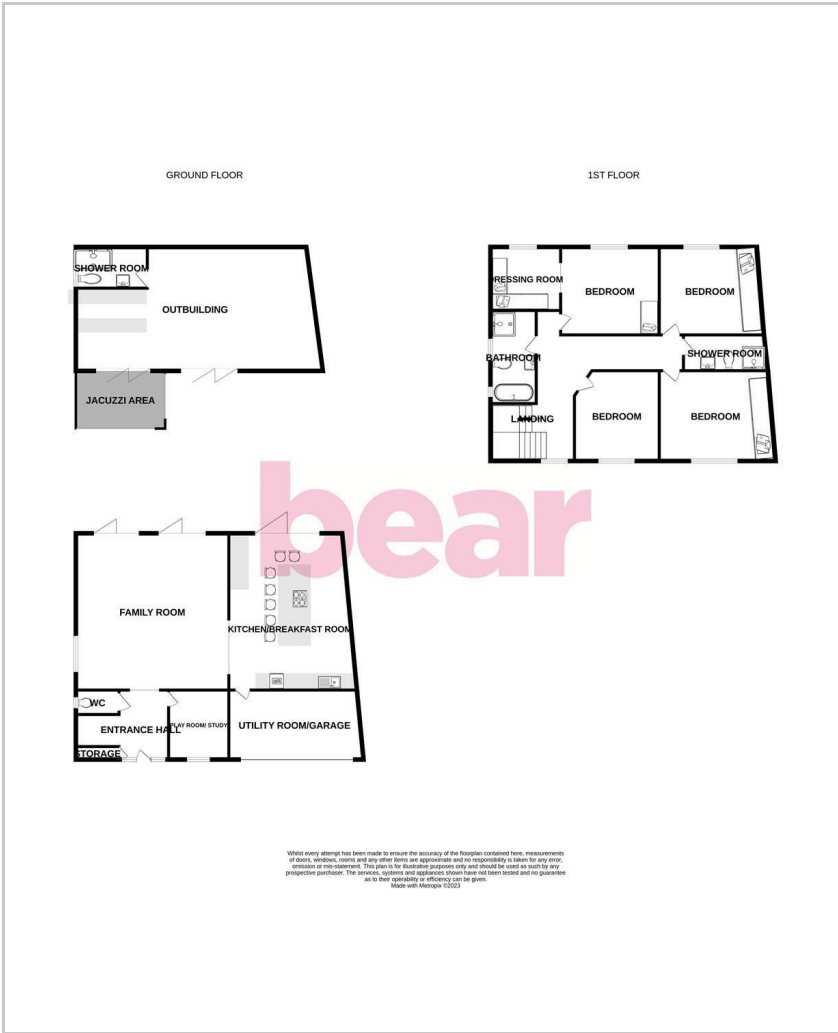 GROUND FLOOR
1ST FLOOR
SHOWER ROOM
OUTBUILDING
JACUZZI AREA
DRESSING ROOM
BEDROOM
BEDROOM
BATHROOM
SHOWER ROOM
LANDING
BEDROOM
BEDROOM
bear
FAMILY ROOM
KITCHEN/BREAKFAST ROOM
WC
ENTRANCE HALL
PLAY ROOM/ STUDY
UTILITY ROOM/GARAGE
STORAGE
Whilst every attempt has been made to ensure the accuracy of the floorplan contained here, measurements
of doors, windows, rooms and any other items are approximate and no responsibility is taken for any error,
omission or mis-statement. This plan is for illustrative purposes only and should be used as such by any
prospective purchaser. The services, systems and appliances shown have not been tested and no guarantee
as to their operability or efficiency can be given.
Made with Metropix ©2023